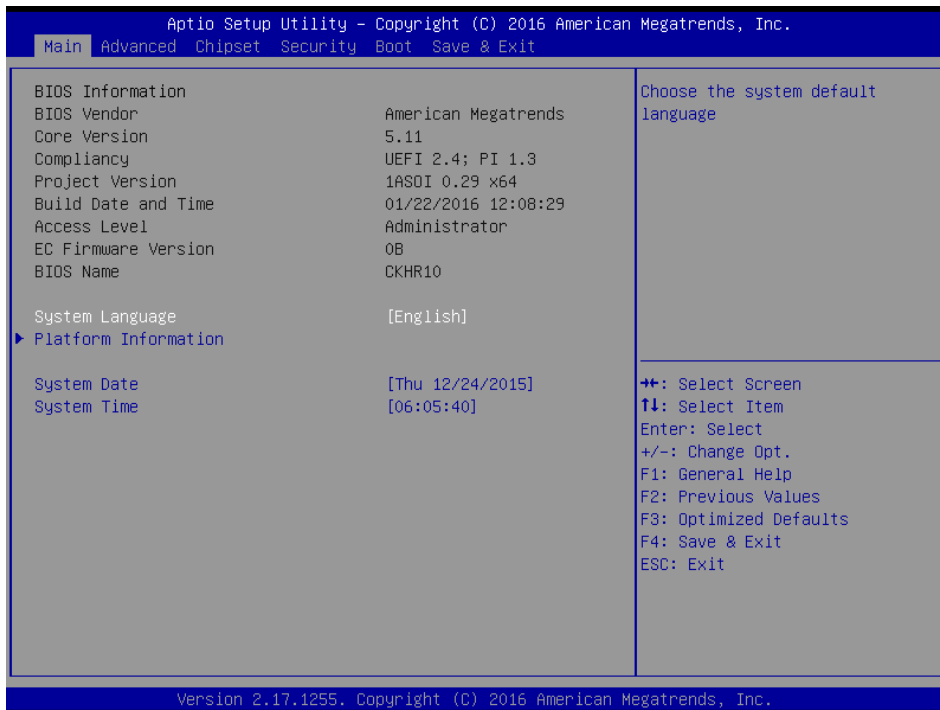 Aptio Setup Utility – Copyright (C) 2016 American Megatrends, Inc.
Main Advanced Chipset Security Boot Save & Exit
BIOS Information
BIOS Vendor American Megatrends
Core Version 5.11
Compliancy UEFI 2.4; PI 1.3
Project Version 1ASOI 0.29 x64
Build Date and Time 01/22/2016 12:08:29
Access Level Administrator
EC Firmware Version 0B
BIOS Name CKHR10
System Language [English]
Platform Information
System Date [Thu 12/24/2015]
System Time [06:05:40]
Choose the system default
language
→←: Select Screen
↑↓: Select Item
Enter: Select
+/-: Change Opt.
F1: General Help
F2: Previous Values
F3: Optimized Defaults
F4: Save & Exit
ESC: Exit
Version 2.17.1255. Copyright (C) 2016 American Megatrends, Inc.